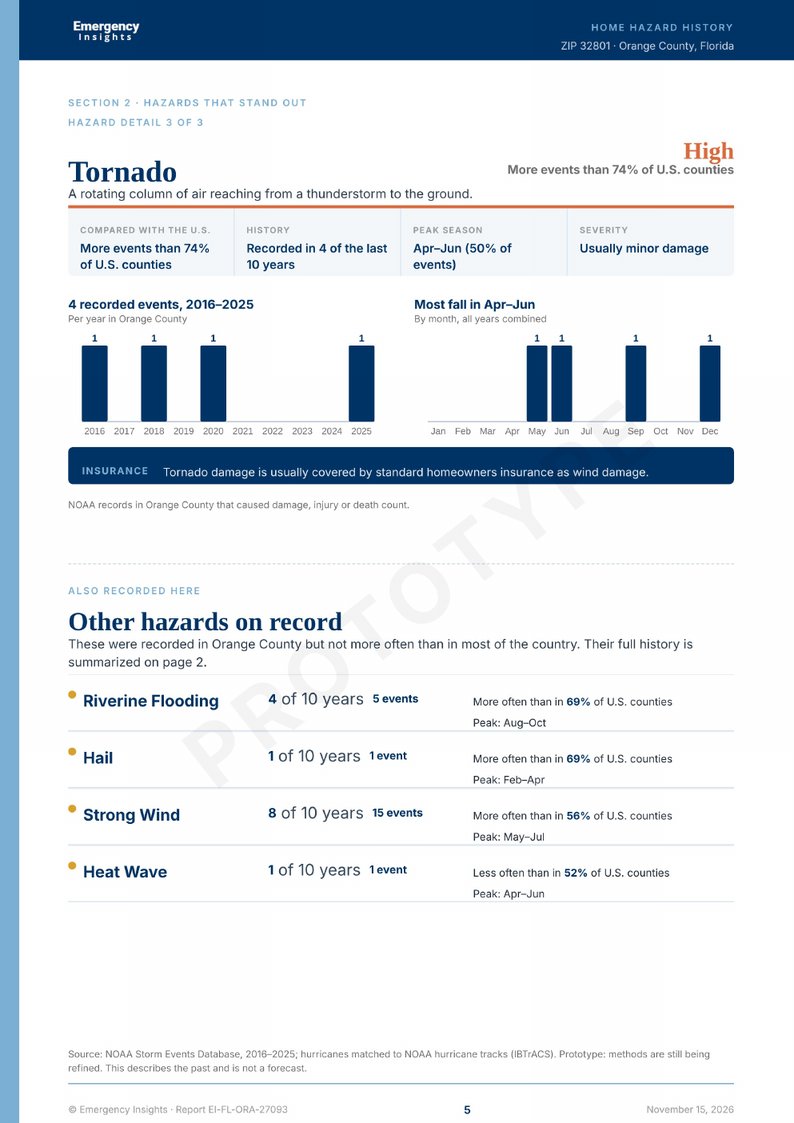 Emergency
Insights
HOME HAZARD HISTORY
ZIP 32801 · Orange County, Florida
SECTION 2 · HAZARDS THAT STAND OUT
HAZARD DETAIL 3 OF 3
High
Tornado
More events than 74% of U.S. counties
A rotating column of air reaching from a thunderstorm to the ground.
COMPARED WITH THE U.S.
More events than 74%
of U.S. counties
HISTORY
Recorded in 4 of the last
10 years
PEAK SEASON
Apr–Jun (50% of
events)
SEVERITY
Usually minor damage
4 recorded events, 2016–2025
Per year in Orange County
1 1 1 1
2016 2017 2018 2019 2020 2021 2022 2023 2024 2025
Most fall in Apr–Jun
By month, all years combined
1 1 1 1
Jan Feb Mar Apr May Jun Jul Aug Sep Oct Nov Dec
INSURANCE Tornado damage is usually covered by standard homeowners insurance as wind damage.
NOAA records in Orange County that caused damage, injury or death count.
PROTOTYPE
ALSO RECORDED HERE
Other hazards on record
These were recorded in Orange County but not more often than in most of the country. Their full history is
summarized on page 2.
Riverine Flooding 4 of 10 years 5 events More often than in 69% of U.S. counties
Peak: Aug–Oct
Hail 1 of 10 years 1 event More often than in 69% of U.S. counties
Peak: Feb–Apr
Strong Wind 8 of 10 years 15 events More often than in 56% of U.S. counties
Peak: May–Jul
Heat Wave 1 of 10 years 1 event Less often than in 52% of U.S. counties
Peak: Apr–Jun
Source: NOAA Storm Events Database, 2016–2025; hurricanes matched to NOAA hurricane tracks (IBTrACS). Prototype: methods are still being
refined. This describes the past and is not a forecast.
© Emergency Insights · Report EI-FL-ORA-27093 5 November 15, 2026